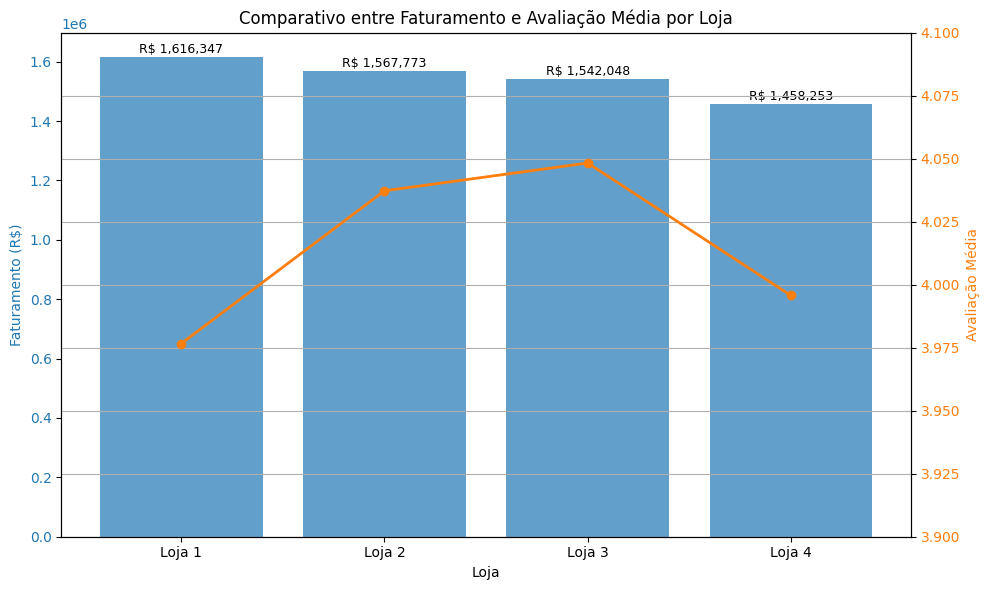 Comparativo entre Faturamento e Avaliação Média por Loja
1e6
R$ 1,616,347
R$ 1,567,773
R$ 1,542,048
R$ 1,458,253
1.6
1.4
1.2
1.0
0.8
0.6
0.4
0.2
0.0
Faturamento (R$)
4.100
4.075
4.050
4.025
4.000
3.975
3.950
3.925
3.900
Avaliação Média
Loja 1
Loja 2
Loja 3
Loja 4
Loja